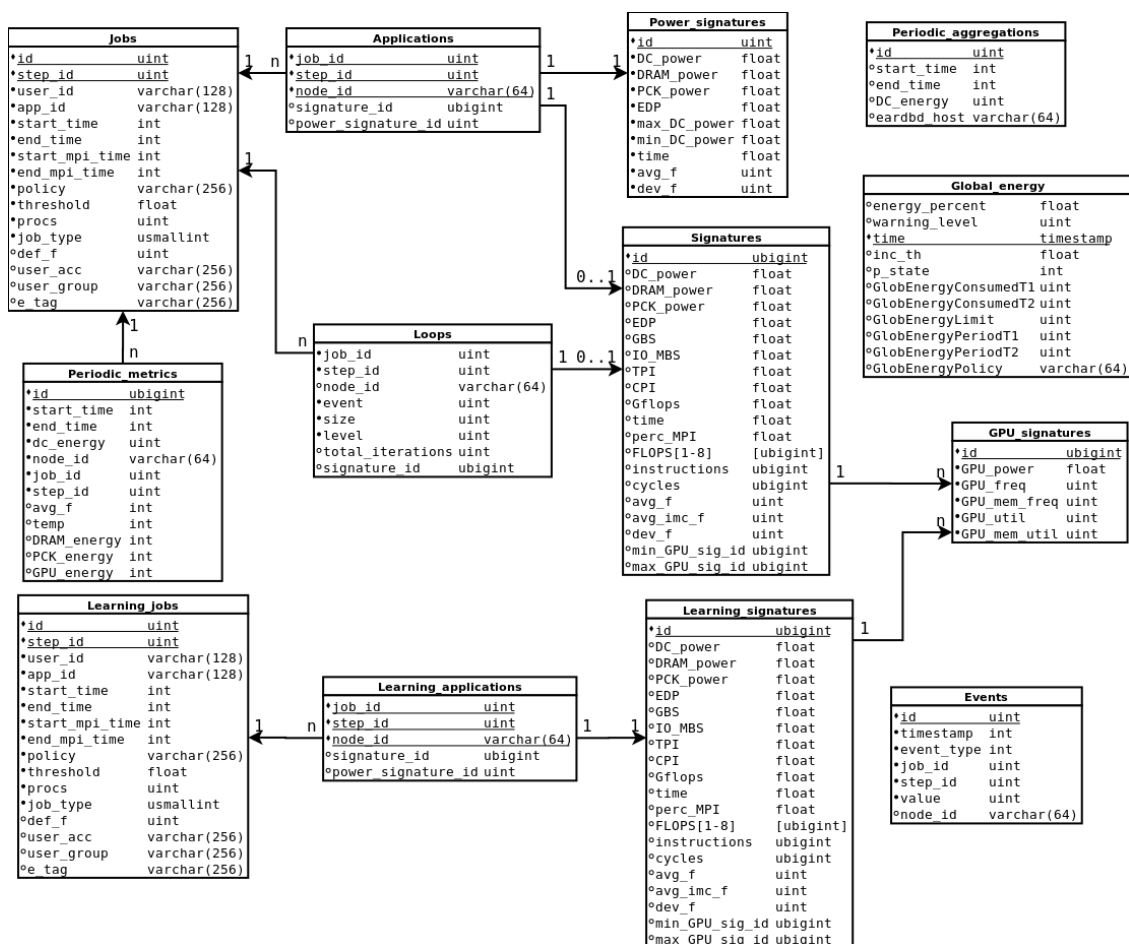 Jobs
id uint
step_id uint
user_id varchar(128)
app_id varchar(128)
start_time int
end_time int
start_mpi_time int
end_mpi_time int
policy varchar(256)
threshold float
procs uint
job_type usmallint
def_f uint
user_acc varchar(256)
user_group varchar(256)
e_tag varchar(256)
1 n
Applications
job_id uint
step_id uint
node_id varchar(64)
signature_id ubigint
power_signature_id uint
1 1
1
Power_signatures
id uint
DC_power float
DRAM_power float
PCK_power float
EDP float
max_DC_power float
min_DC_power float
time float
avg_f uint
dev_f uint
Periodic_aggregations
id uint
start_time int
end_time int
DC_energy uint
eardbd_host varchar(64)
Global_energy
energy_percent float
warning_level uint
time timestamp
inc_th float
p_state int
GlobEnergyConsumedT1 uint
GlobEnergyConsumedT2 uint
GlobEnergyLimit uint
GlobEnergyPeriodT1 uint
GlobEnergyPeriodT2 uint
GlobEnergyPolicy varchar(64)
1
0..1
Signatures
id ubigint
DC_power float
DRAM_power float
PCK_power float
EDP float
GBS float
IO_MBS float
TPI float
CPI float
Gflops float
time float
perc_MPI float
FLOPS[1-8] [ubigint]
instructions ubigint
cycles ubigint
avg_f uint
avg_imc_f uint
dev_f uint
min_GPU_sig_id ubigint
max_GPU_sig_id ubigint
1
n
n
Loops
job_id uint
step_id uint
node_id varchar(64)
event uint
size uint
level uint
total_iterations uint
signature_id ubigint
1 0..1
Periodic_metrics
id ubigint
start_time int
end_time int
dc_energy uint
node_id varchar(64)
job_id uint
step_id uint
avg_f int
temp int
DRAM_energy int
PCK_energy int
GPU_energy int
GPU_signatures
id ubigint
GPU_power float
GPU_freq uint
GPU_mem_freq uint
GPU_util uint
GPU_mem_util uint
1 n
n
1
Learning_jobs
id uint
step_id uint
user_id varchar(128)
app_id varchar(128)
start_time int
end_time int
start_mpi_time int
end_mpi_time int
policy varchar(256)
threshold float
procs uint
job_type usmallint
def_f uint
user_acc varchar(256)
user_group varchar(256)
e_tag varchar(256)
1 n
Learning_applications
job_id uint
step_id uint
node_id varchar(64)
signature_id ubigint
power_signature_id uint
1 1
Learning_signatures
id ubigint
DC_power float
DRAM_power float
PCK_power float
EDP float
GBS float
IO_MBS float
TPI float
CPI float
Gflops float
time float
perc_MPI float
FLOPS[1-8] [ubigint]
instructions ubigint
cycles ubigint
avg_f uint
avg_imc_f uint
dev_f uint
min_GPU_sig_id ubigint
max_GPU_sig_id ubigint
Events
id uint
timestamp int
event_type int
job_id uint
step_id uint
value uint
node_id varchar(64)